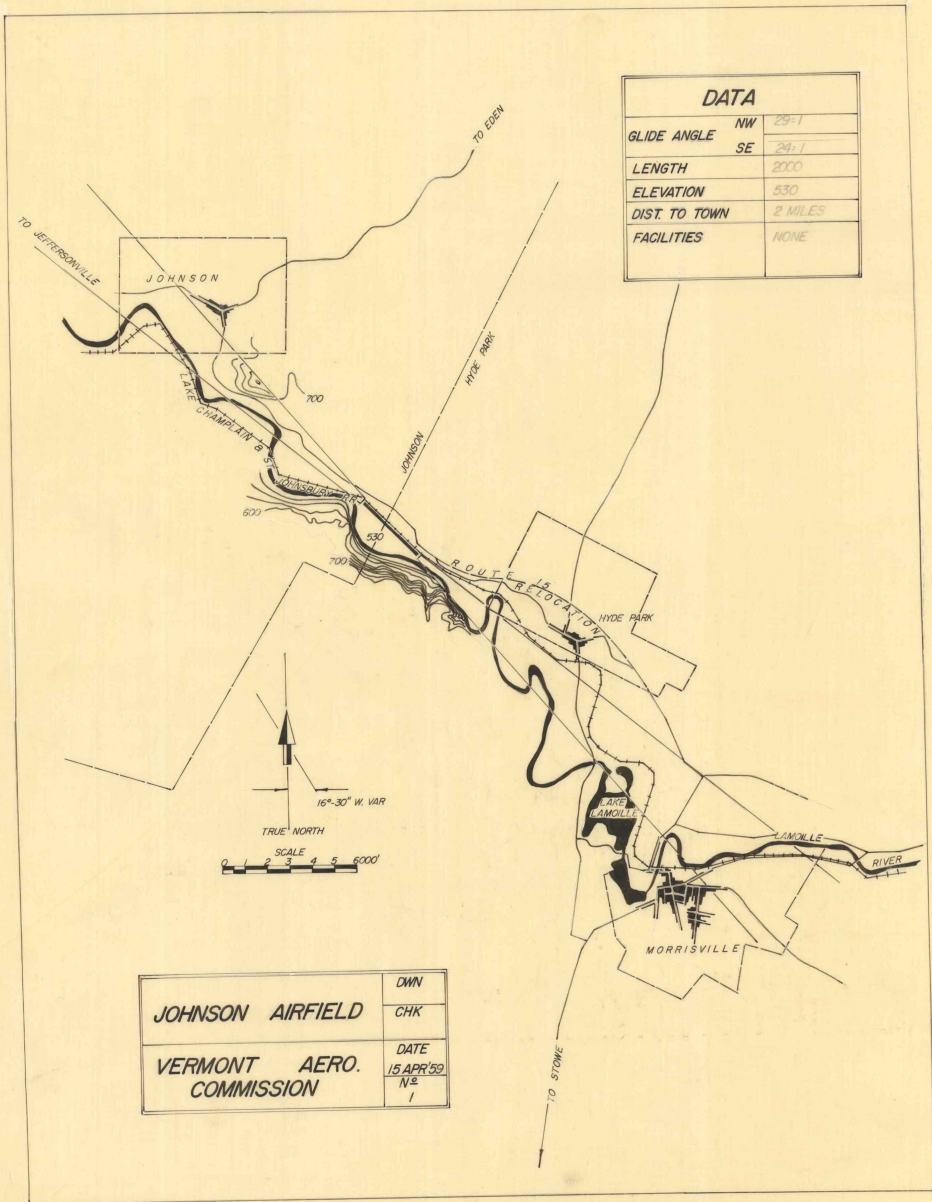 DATA
GLIDE ANGLE NW 29:1
SE 24:1
LENGTH 2000
ELEVATION 530
DIST. TO TOWN 2 MILES
FACILITIES NONE
TO EDEN
TO JEFFERSONVILLE
JOHNSON
700
LAKE CHAMPLAIN & ST. JOHNSBURY R.R.
JOHNSON
HYDE PARK
600
530
700
ROUTE 15
RELOCATION
HYDE PARK
16°-30" W. VAR
TRUE NORTH
SCALE
0 1 2 3 4 5 6000'
LAKE
LAMOILLE
LAMOILLE
RIVER
MORRISVILLE
TO STOWE
JOHNSON AIRFIELD
DWN
CHK
VERMONT AERO.
COMMISSION
DATE
15 APR '59
Nº
1